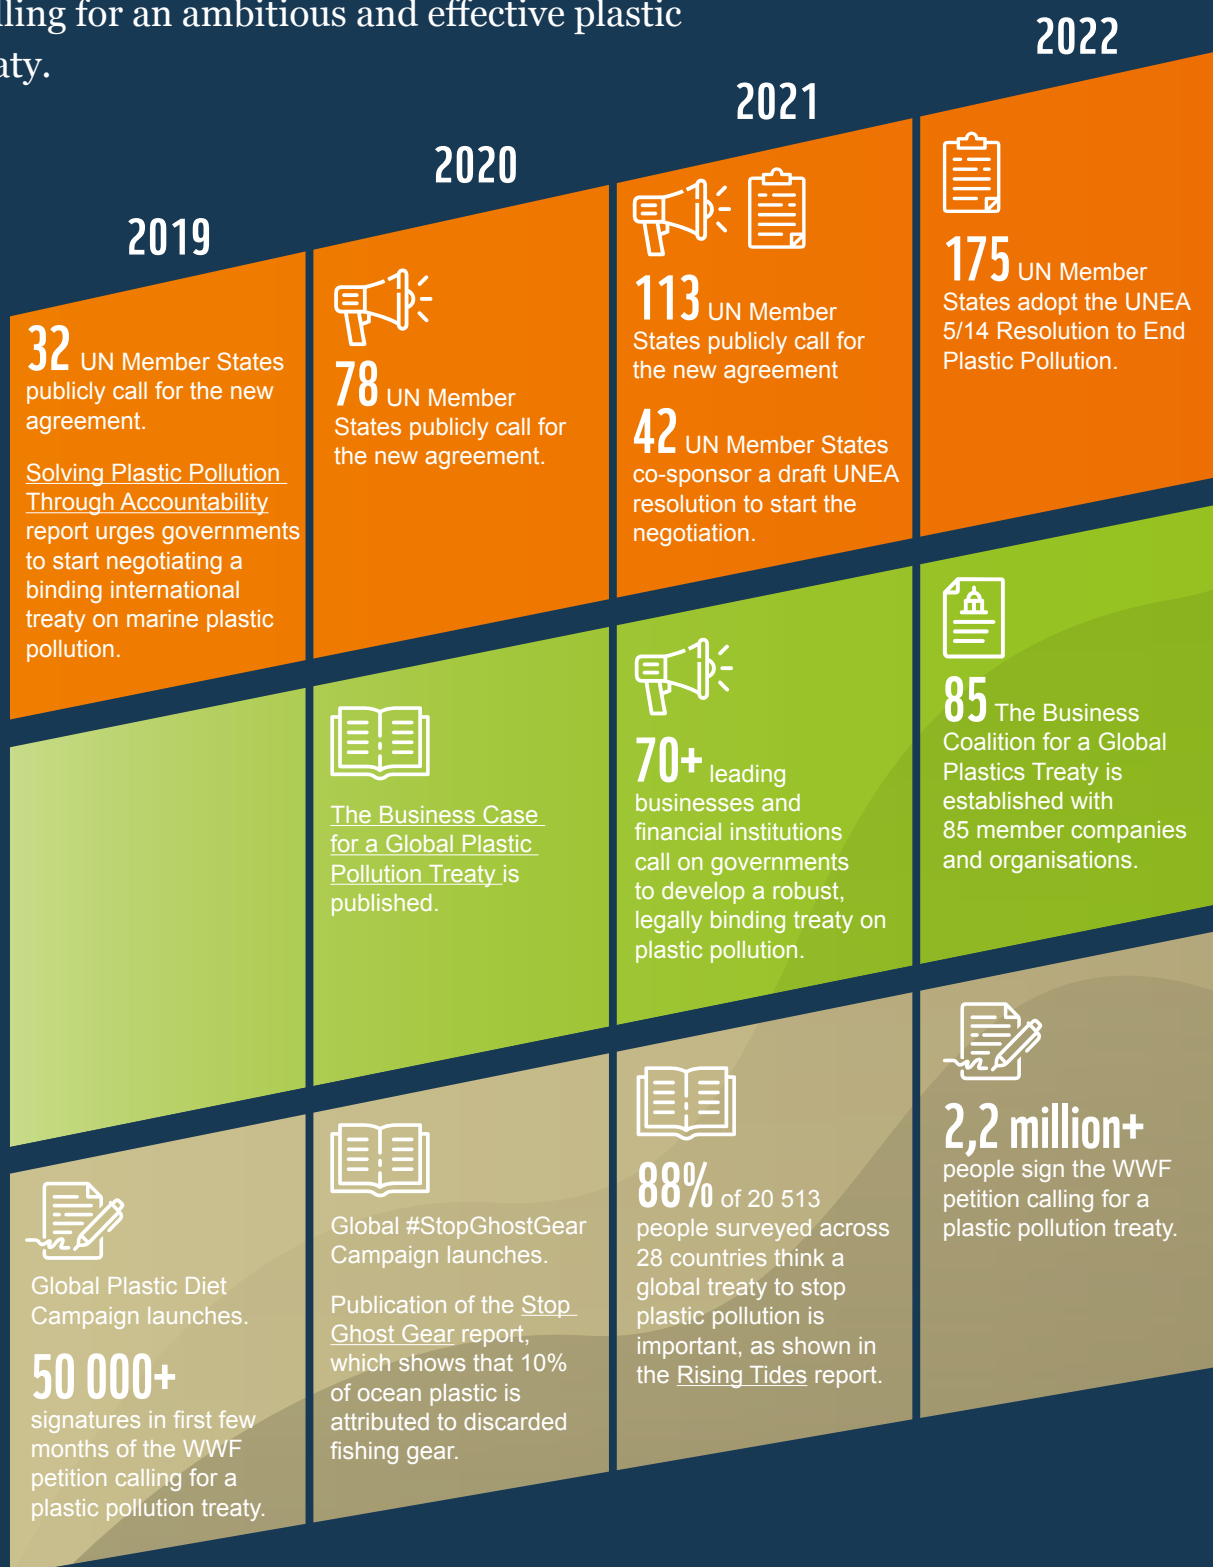 for an ambitious and effective plastic
2022
2021
2020
2019
32 UN Member States
publicly call for the new
agreement.
Solving Plastic Pollution
Through Accountability
report urges governments
to start negotiating a
binding international
treaty on marine plastic
pollution.
78 UN Member
States publicly call for
the new agreement.
113 UN Member
States publicly call for
the new agreement
42 UN Member States
co-sponsor a draft UNEA
resolution to start the
negotiation.
175 UN Member
States adopt the UNEA
5/14 Resolution to End
Plastic Pollution.
The Business Case
for a Global Plastic
Pollution Treaty is
published.
70+ leading
businesses and
financial institutions
call on governments
to develop a robust,
legally binding treaty on
plastic pollution.
85 The Business
Coalition for a Global
Plastics Treaty is
established with
85 member companies
and organisations.
Global Plastic Diet
Campaign launches.
50 000+
signatures in first few
months of the WWF
petition calling for a
plastic pollution treaty.
Global #StopGhostGear
Campaign launches.
Publication of the Stop
Ghost Gear report,
which shows that 10%
of ocean plastic is
attributed to discarded
fishing gear.
88% of 20 513
people surveyed across
28 countries think a
global treaty to stop
plastic pollution is
important, as shown in
the Rising Tides report.
2,2 million+
people sign the WWF
petition calling for a
plastic pollution treaty.